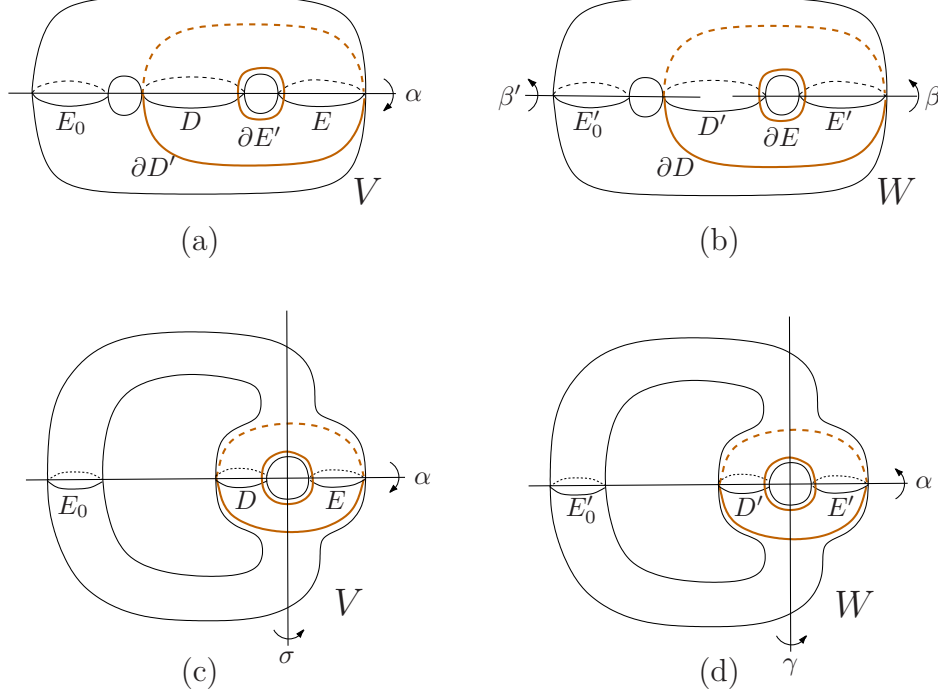 E₀ D ∂E′ E α
∂D′ V
(a)
β′ E′₀ D′ ∂E E′ β
∂D W
(b)
E₀ D E α
V
σ
(c)
E′₀ D′ E′ α
W
γ
(d)